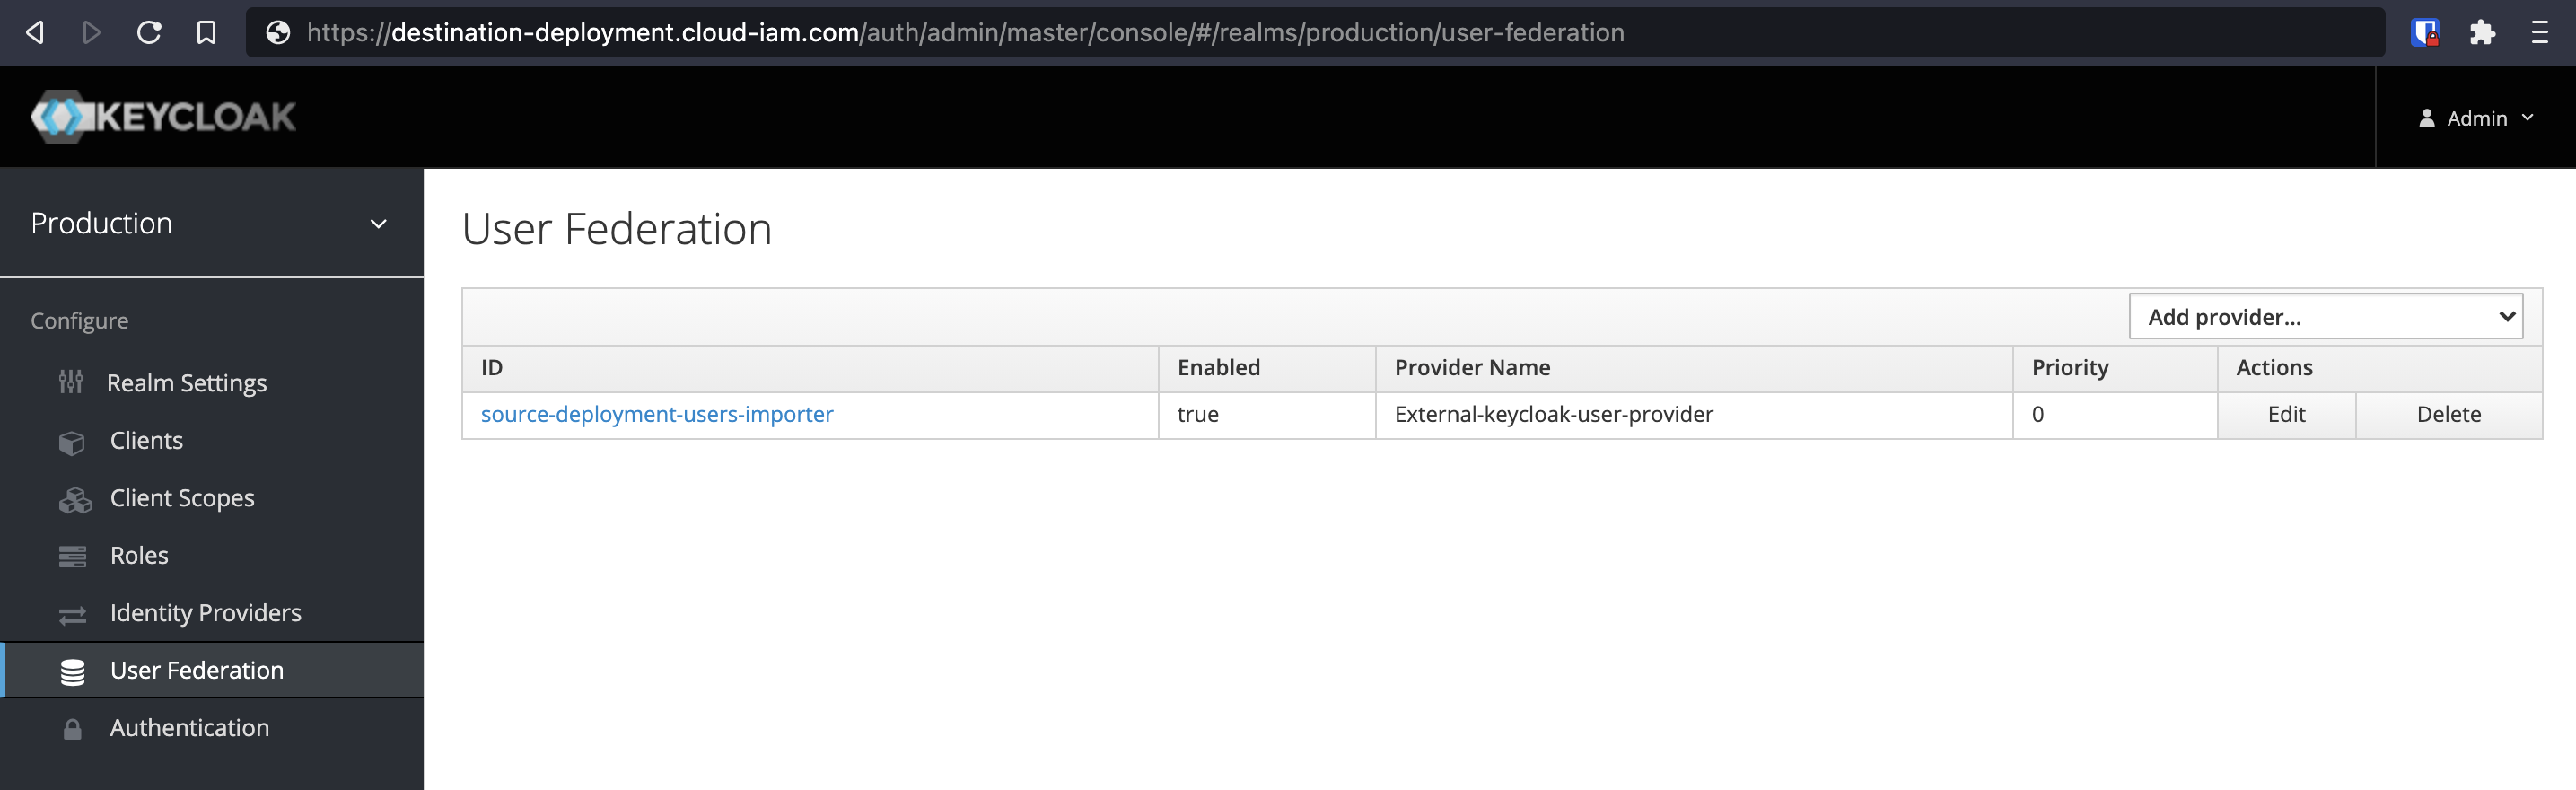 https://destination-deployment.cloud-iam.com/auth/admin/master/console/#/realms/production/user-federation
KEYCLOAK
Admin
Production
Configure
Realm Settings
Clients
Client Scopes
Roles
Identity Providers
User Federation
Authentication
User Federation
Add provider...
ID Enabled Provider Name Priority Actions
source-deployment-users-importer true External-keycloak-user-provider 0 Edit Delete